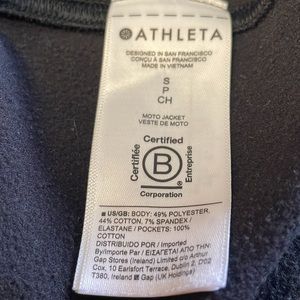 ATHLETA
DESIGNED IN SAN FRANCISCO
CONÇU À SAN FRANCISCO
MADE IN VIETNAM
S
P
CH
MOTO JACKET
VESTE DE MOTO
Certified
Certifiée
B
Entreprise
Corporation
US/GB: BODY: 49% POLYESTER,
44% COTTON, 7% SPANDEX /
ELASTANE / POCKETS: 100%
COTTON
DISTRIBUIDO POR / Imported
By/Importé Par / ΕΙΣΑΓΕΤΑΙ ΑΠΟ ΤΗΝ:
Gap Stores (Ireland) Limited c/o Arthur
Cox, 10 Earlsfort Terrace, Dublin 2, D02
T380, Ireland Gap (UK Holdings)